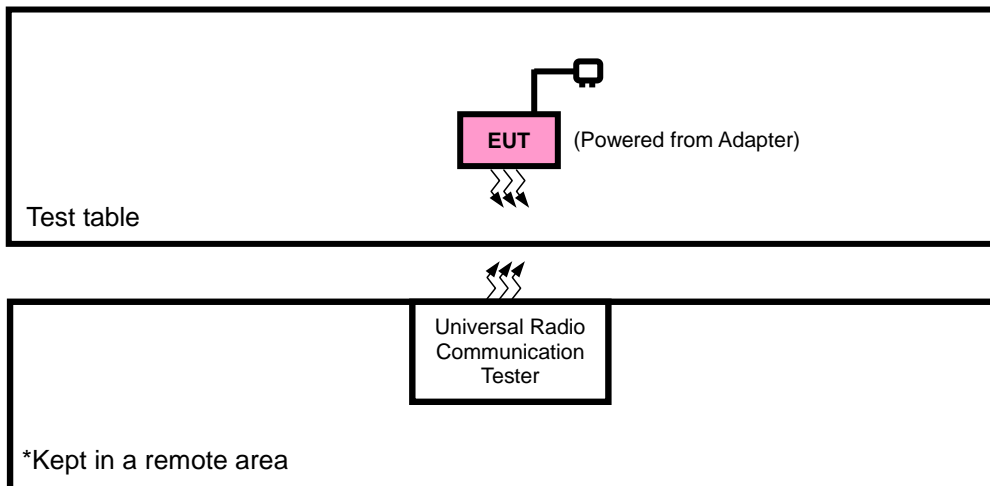 EUT
(Powered from Adapter)
Test table
Universal Radio
Communication
Tester
*Kept in a remote area